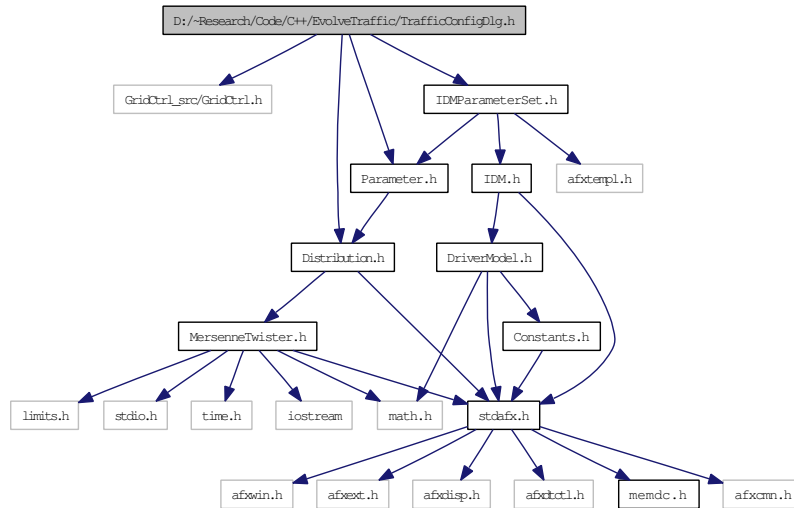 D:/~Research/Code/C++/EvolveTraffic/TrafficConfigDlg.h
GridCtrl_src/GridCtrl.h
IDMParameterSet.h
Parameter.h
IDM.h
afxtempl.h
Distribution.h
DriverModel.h
MersenneTwister.h
Constants.h
limits.h
stdio.h
time.h
iostream
math.h
stdafx.h
afxwin.h
afxext.h
afxdisp.h
afxdtctl.h
memdc.h
afxcmn.h